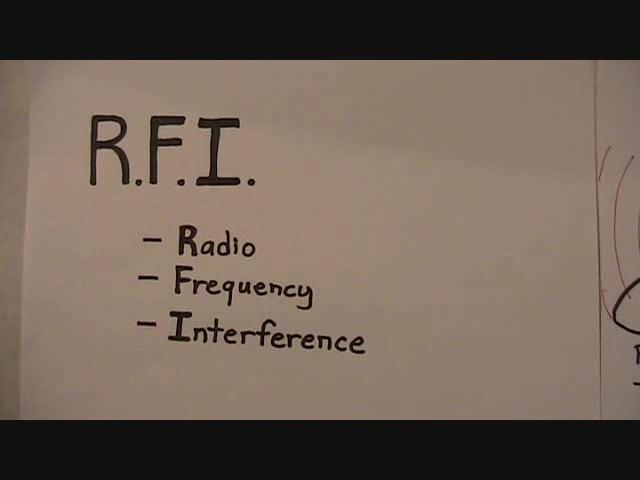 R.F.I.
- Radio
- Frequency
- Interference